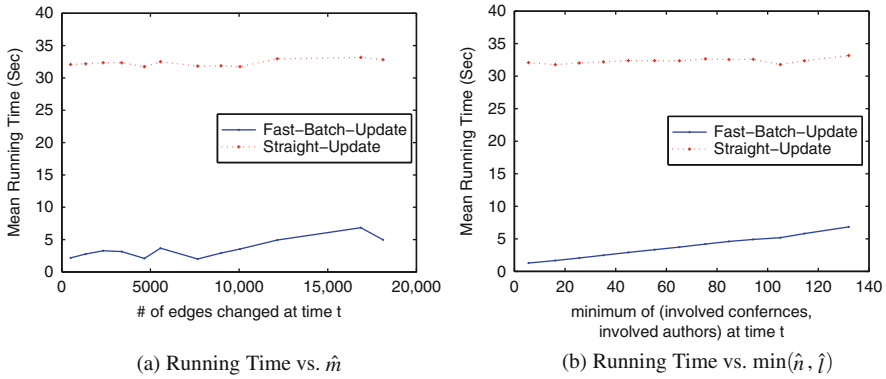 40
35
30
25
20
15
10
5
0
Mean Running Time (Sec)
Fast−Batch−Update
Straight−Update
0 5000 10,000 15,000 20,000
# of edges changed at time t
(a) Running Time vs. m̂
40
35
30
25
20
15
10
5
0
Mean Running Time (Sec)
Fast−Batch−Update
Straight−Update
0 20 40 60 80 100 120 140
minimum of (involved confernces,
involved authors) at time t
(b) Running Time vs. min(n̂, l̂)